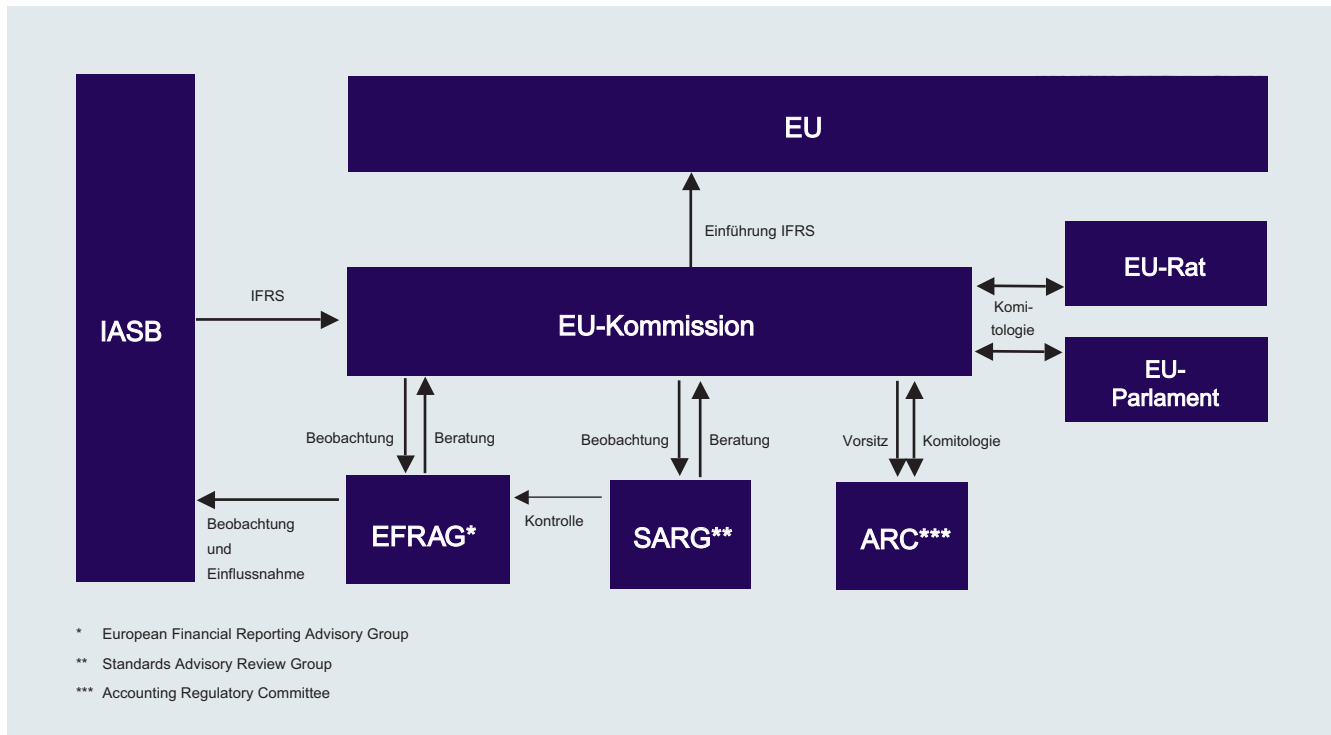 EU
Einführung IFRS
EU-Rat
IFRS
IASB
EU-Kommission
Komi-
tologie
EU-
Parlament
Beobachtung
Beratung
Beobachtung
Beratung
Vorsitz
Komitologie
Beobachtung
und
Einflussnahme
EFRAG*
Kontrolle
SARG**
ARC***
* European Financial Reporting Advisory Group
** Standards Advisory Review Group
*** Accounting Regulatory Committee